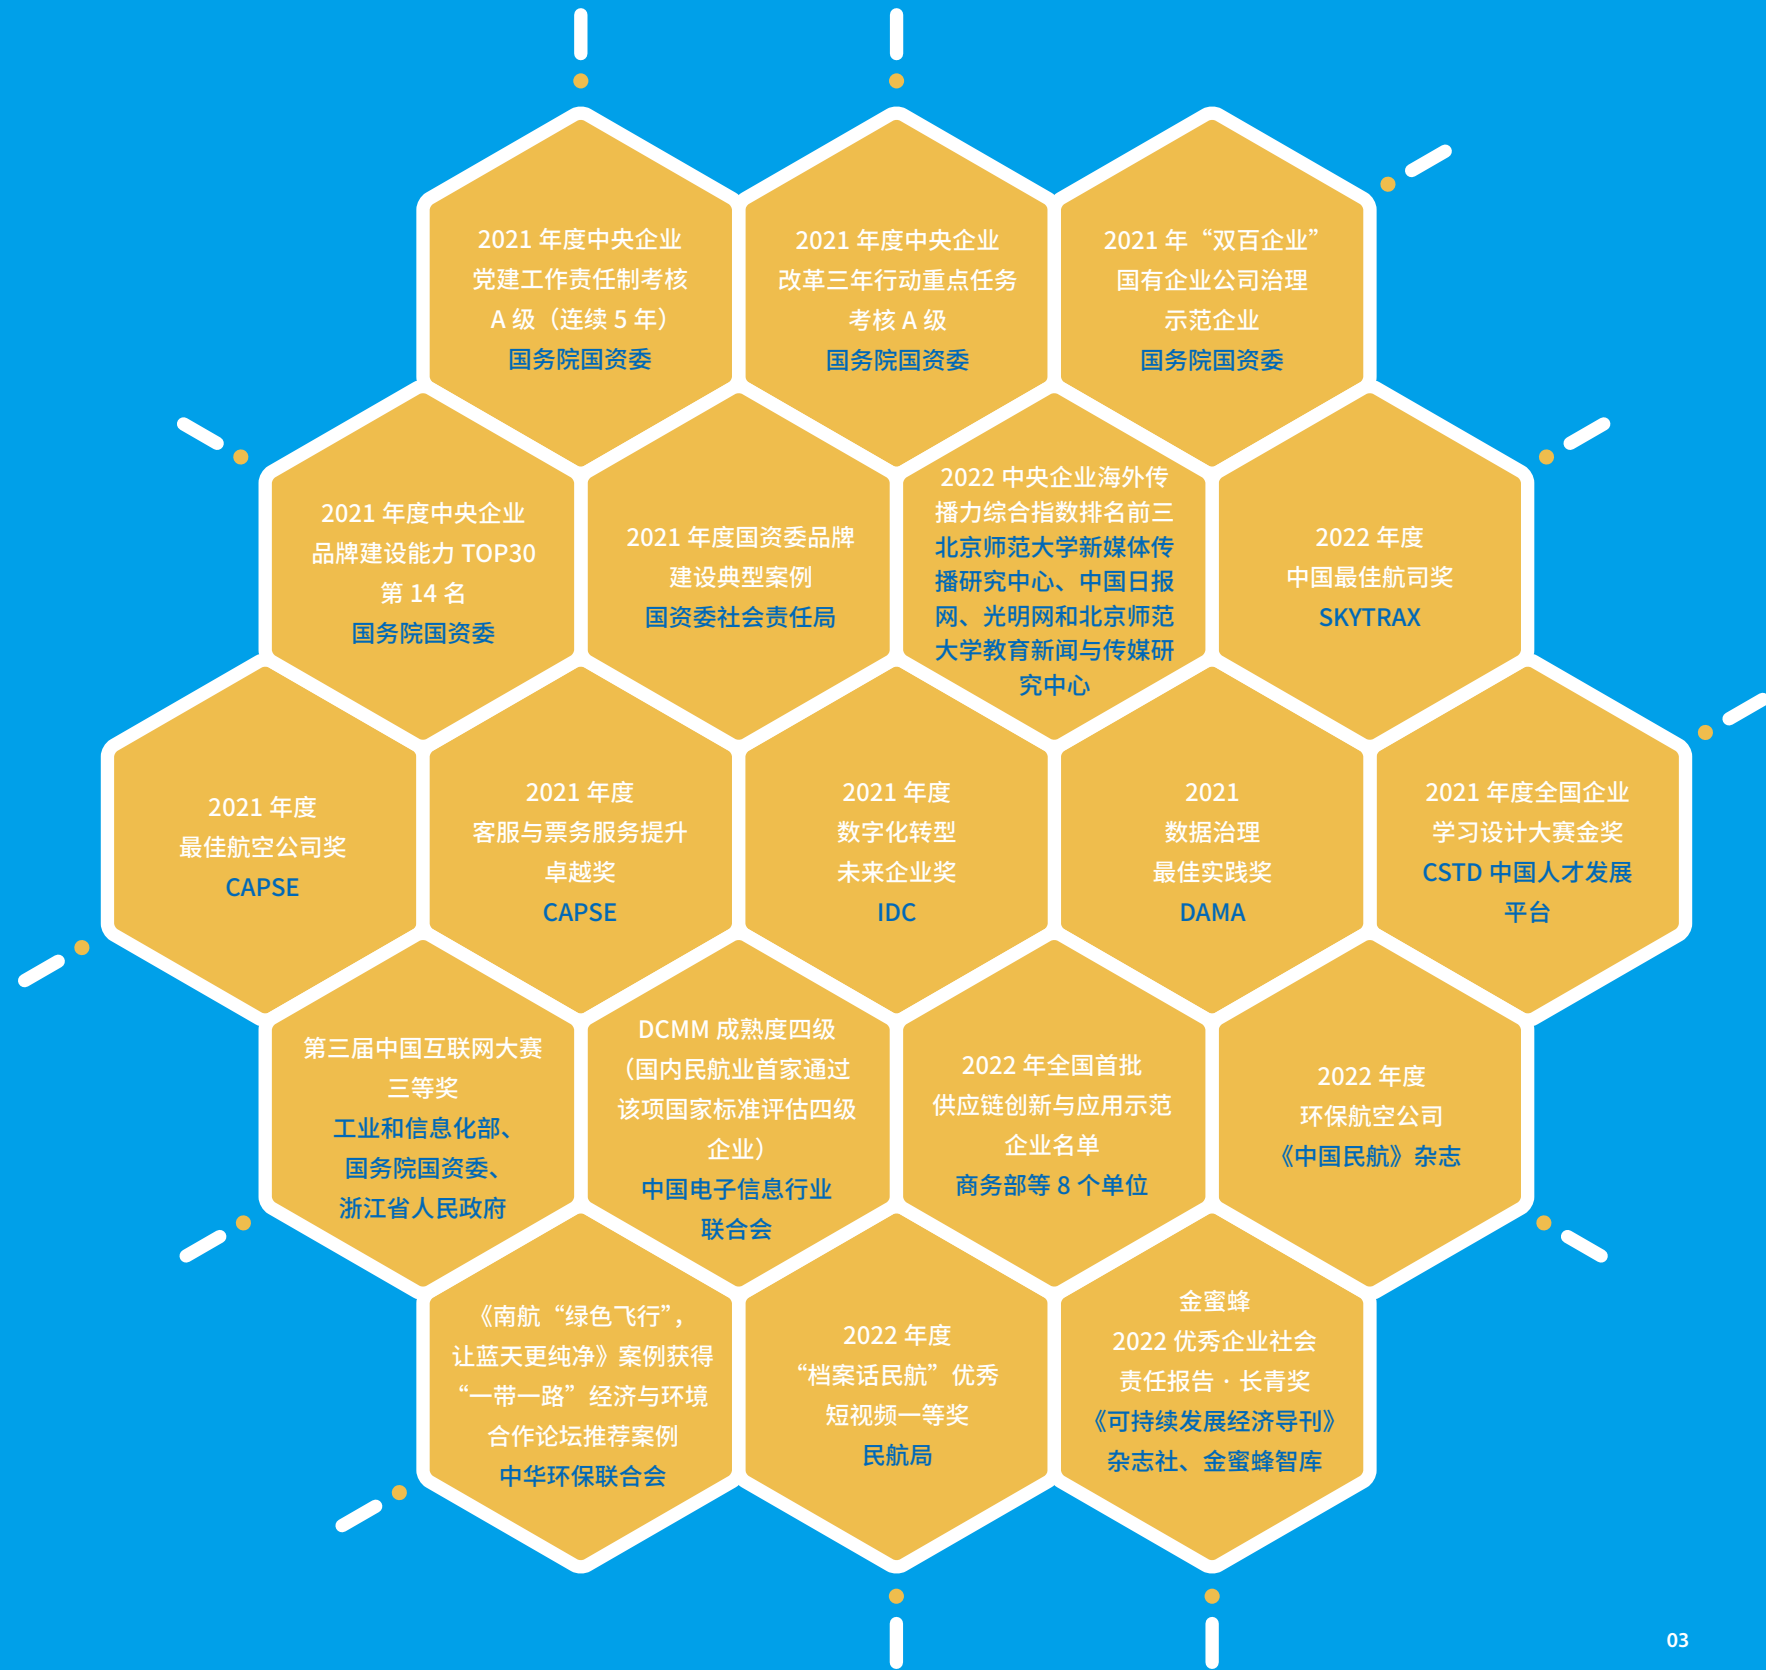 2021 年度中央企业
党建工作责任制考核
A 级（连续 5 年）
国务院国资委
2021 年度中央企业
改革三年行动重点任务
考核 A 级
国务院国资委
2021 年“双百企业”
国有企业公司治理
示范企业
国务院国资委
2021 年度中央企业
品牌建设能力 TOP30
第 14 名
国务院国资委
2021 年度国资委品牌
建设典型案例
国资委社会责任局
2022 中央企业海外传
播力综合指数排名前三
北京师范大学新媒体传
播研究中心、中国日报
网、光明网和北京师范
大学教育新闻与传媒研
究中心
2022 年度
中国最佳航司奖
SKYTRAX
2021 年度
最佳航空公司奖
CAPSE
2021 年度
客服与票务服务提升
卓越奖
CAPSE
2021 年度
数字化转型
未来企业奖
IDC
2021
数据治理
最佳实践奖
DAMA
2021 年度全国企业
学习设计大赛金奖
CSTD 中国人才发展
平台
第三届中国互联网大赛
三等奖
工业和信息化部、
国务院国资委、
浙江省人民政府
DCMM 成熟度四级
（国内民航业首家通过
该项国家标准评估四级
企业）
中国电子信息行业
联合会
2022 年全国首批
供应链创新与应用示范
企业名单
商务部等 8 个单位
2022 年度
环保航空公司
《中国民航》杂志
《南航“绿色飞行”，
让蓝天更纯净》案例获得
“一带一路”经济与环境
合作论坛推荐案例
中华环保联合会
2022 年度
“档案话民航”优秀
短视频一等奖
民航局
金蜜蜂
2022 优秀企业社会
责任报告 · 长青奖
《可持续发展经济导刊》
杂志社、金蜜蜂智库
03